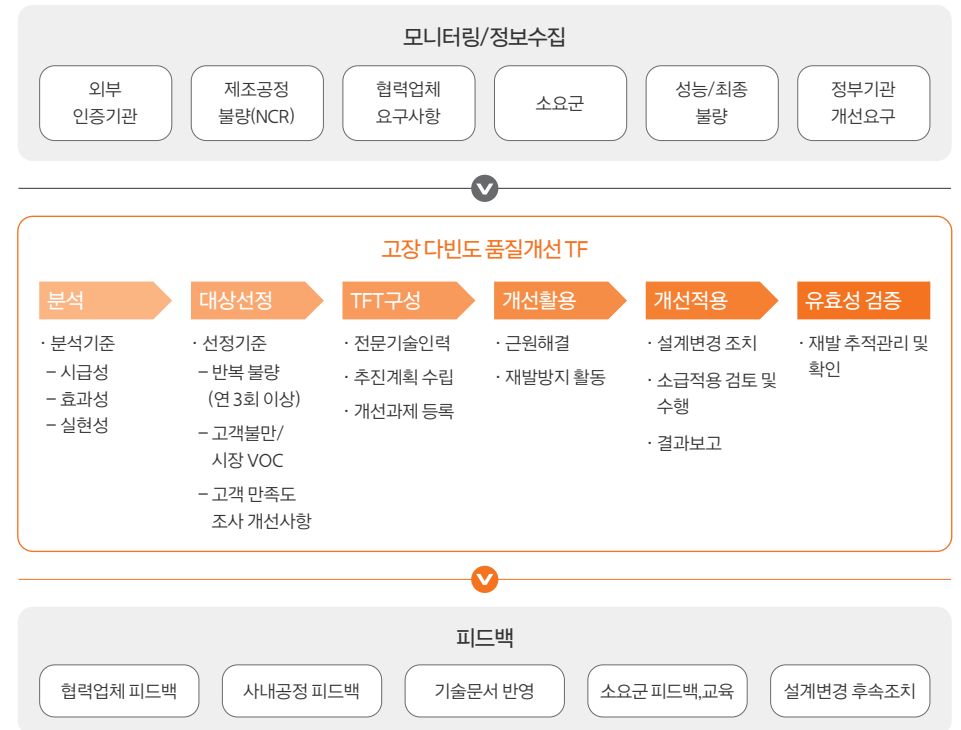 모니터링/정보수집
외부
인증기관
제조공정
불량(NCR)
협력업체
요구사항
소요군
성능/최종
불량
정부기관
개선요구
고장 다빈도 품질개선 TF
분석
· 분석기준
– 시급성
– 효과성
– 실현성
대상선정
· 선정기준
– 반복 불량
(연 3회 이상)
– 고객불만/
시장 VOC
– 고객 만족도
조사 개선사항
TFT구성
· 전문기술인력
· 추진계획 수립
· 개선과제 등록
개선활용
· 근원해결
· 재발방지 활동
개선적용
· 설계변경 조치
· 소급적용 검토 및
수행
· 결과보고
유효성 검증
· 재발 추적관리 및
확인
피드백
협력업체 피드백
사내공정 피드백
기술문서 반영
소요군 피드백,교육
설계변경 후속조치